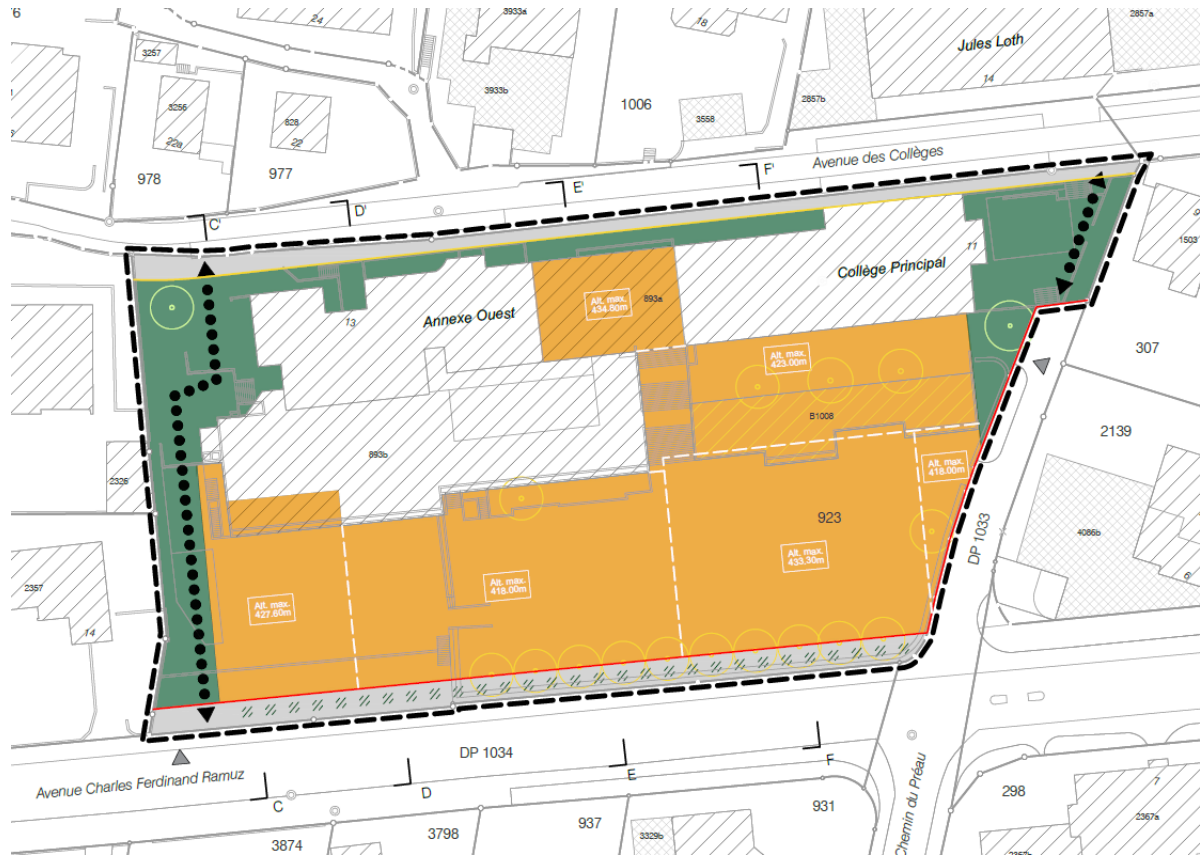 6
24
3933a
18
2857a
3257
Jules Loth
14
3933b
3256
828
22a
22
1006
3558
2857b
978
977
Avenue des Collèges
C'
D'
E'
F'
1503
11
Collège Principal
893a
Alt. max.
434.80m
Annexe Ouest
13
307
Alt. max.
423.00m
B1008
2139
893b
2326
Alt. max.
418.00m
923
DP 1033
4086b
Alt. max.
433.30m
Alt. max.
418.00m
6
2357
Alt. max.
427.60m
14
DP 1034
Avenue Charles Ferdinand Ramuz
C
D
E
F
Chemin du Préau
298
7
2367a
931
937
3329b
3798
3874